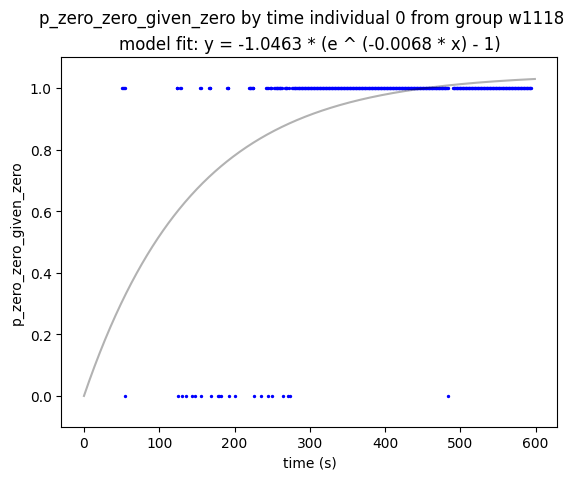 p_zero_zero_given_zero by time individual 0 from group w1118
model fit: y = -1.0463 * (e ^ (-0.0068 * x) - 1)
1.0
0.8
0.6
0.4
0.2
0.0
p_zero_zero_given_zero
0 100 200 300 400 500 600
time (s)